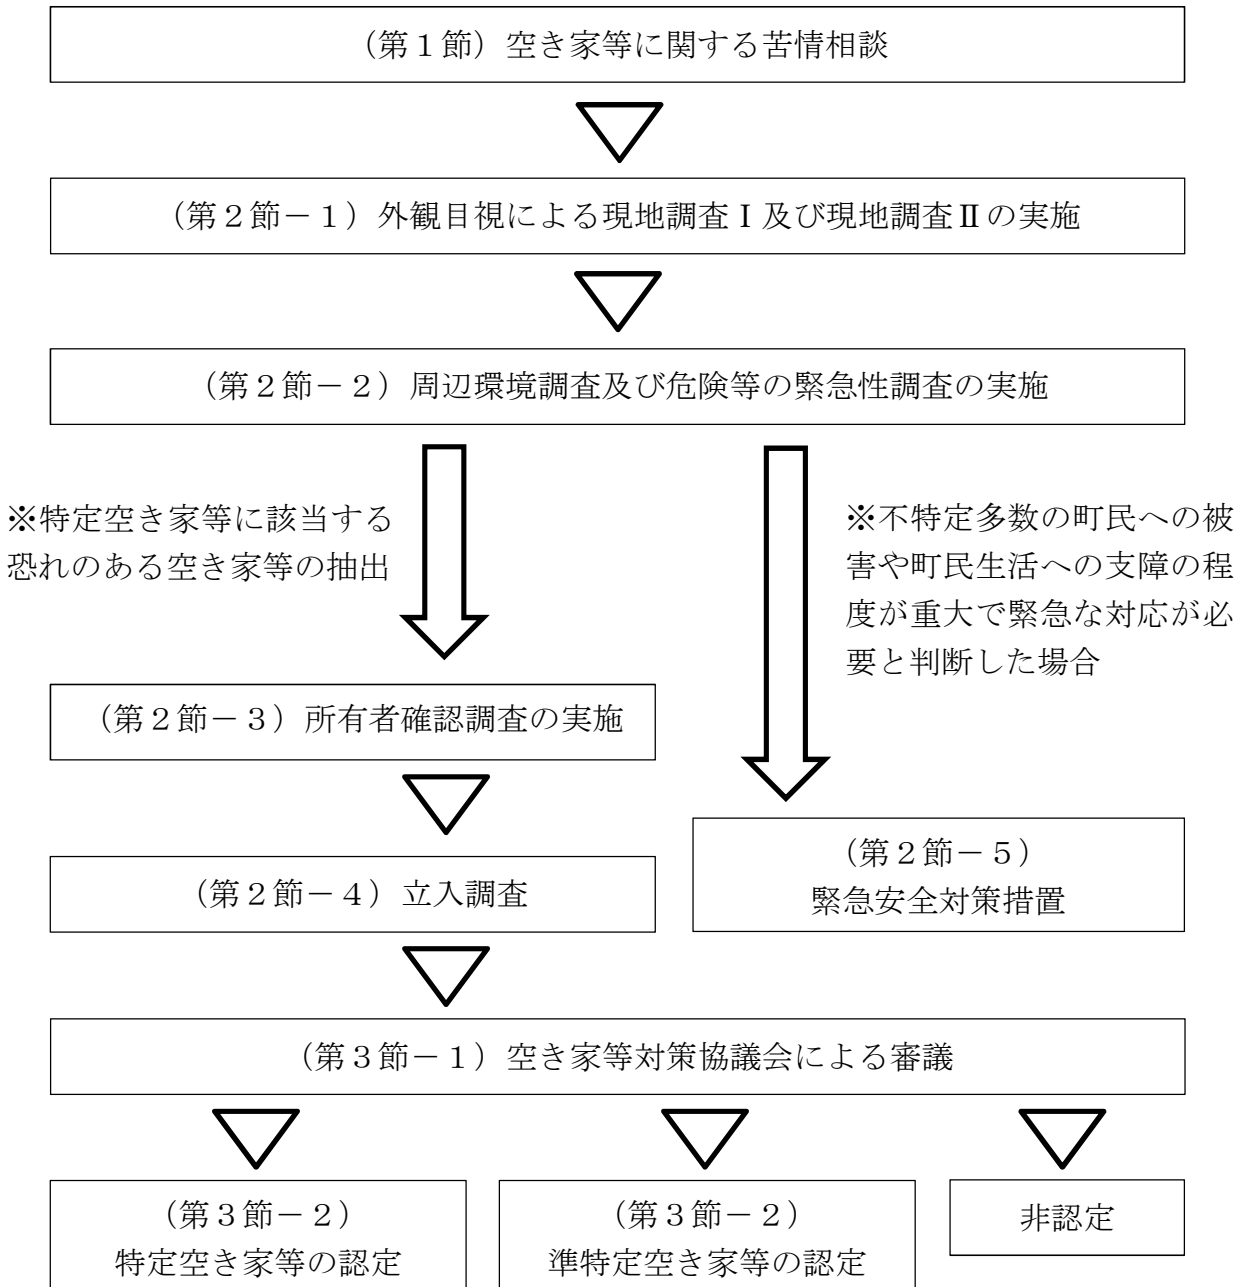 （第１節）空き家等に関する苦情相談
（第２節－１）外観目視による現地調査Ⅰ及び現地調査Ⅱの実施
（第２節－２）周辺環境調査及び危険等の緊急性調査の実施
※特定空き家等に該当する
恐れのある空き家等の抽出
※不特定多数の町民への被
害や町民生活への支障の程
度が重大で緊急な対応が必
要と判断した場合
（第２節－３）所有者確認調査の実施
（第２節－４）立入調査
（第２節－５）
緊急安全対策措置
（第３節－１）空き家等対策協議会による審議
（第３節－２）
特定空き家等の認定
（第３節－２）
準特定空き家等の認定
非認定